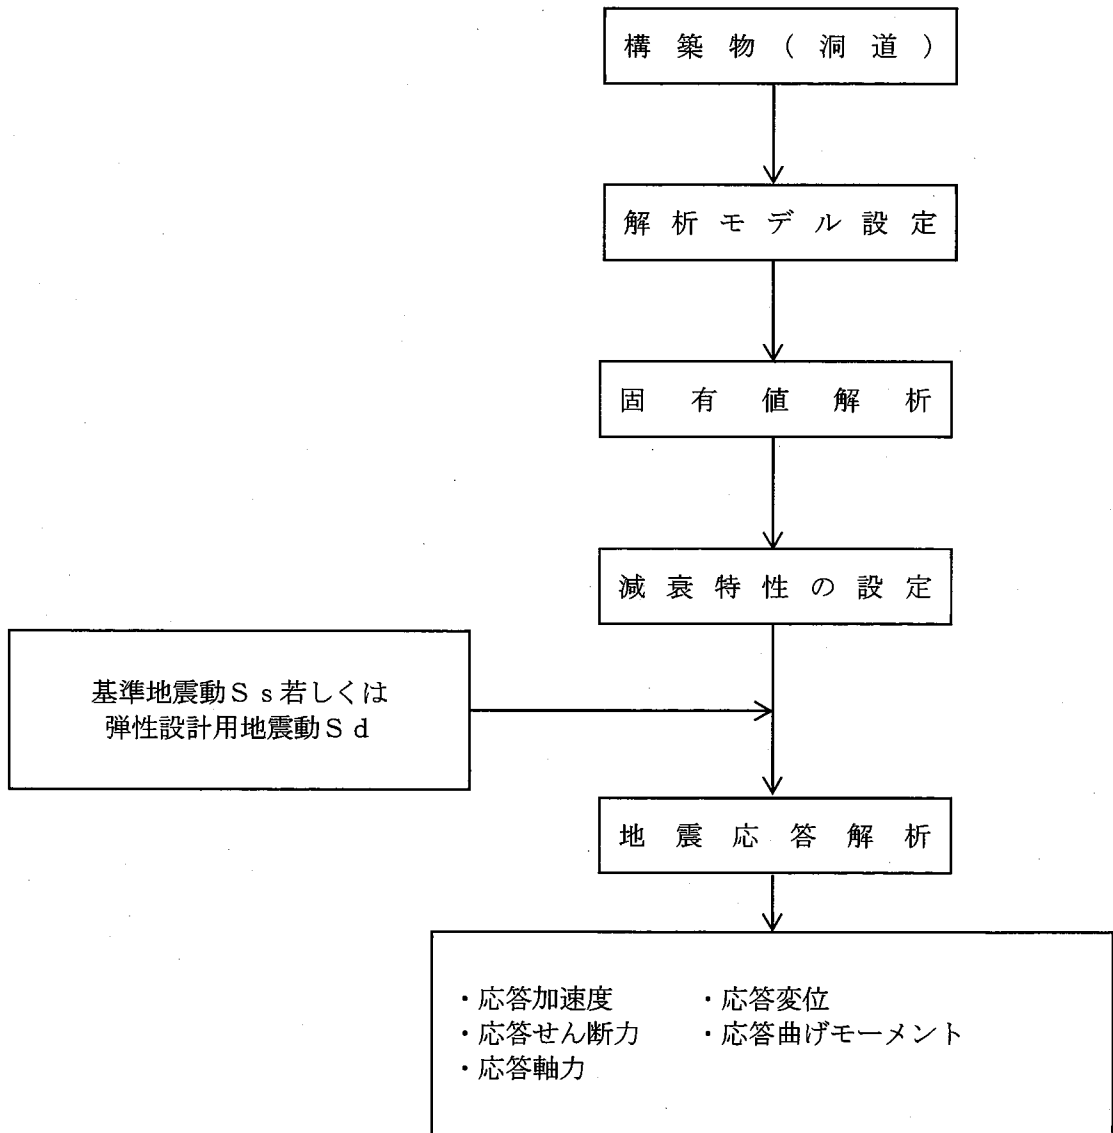 構築物(洞道)
解析モデル設定
固有値解析
減衰特性の設定
基準地震動Ss若しくは
弾性設計用地震動Sd
地震応答解析
・応答加速度 ・応答変位
・応答せん断力 ・応答曲げモーメント
・応答軸力